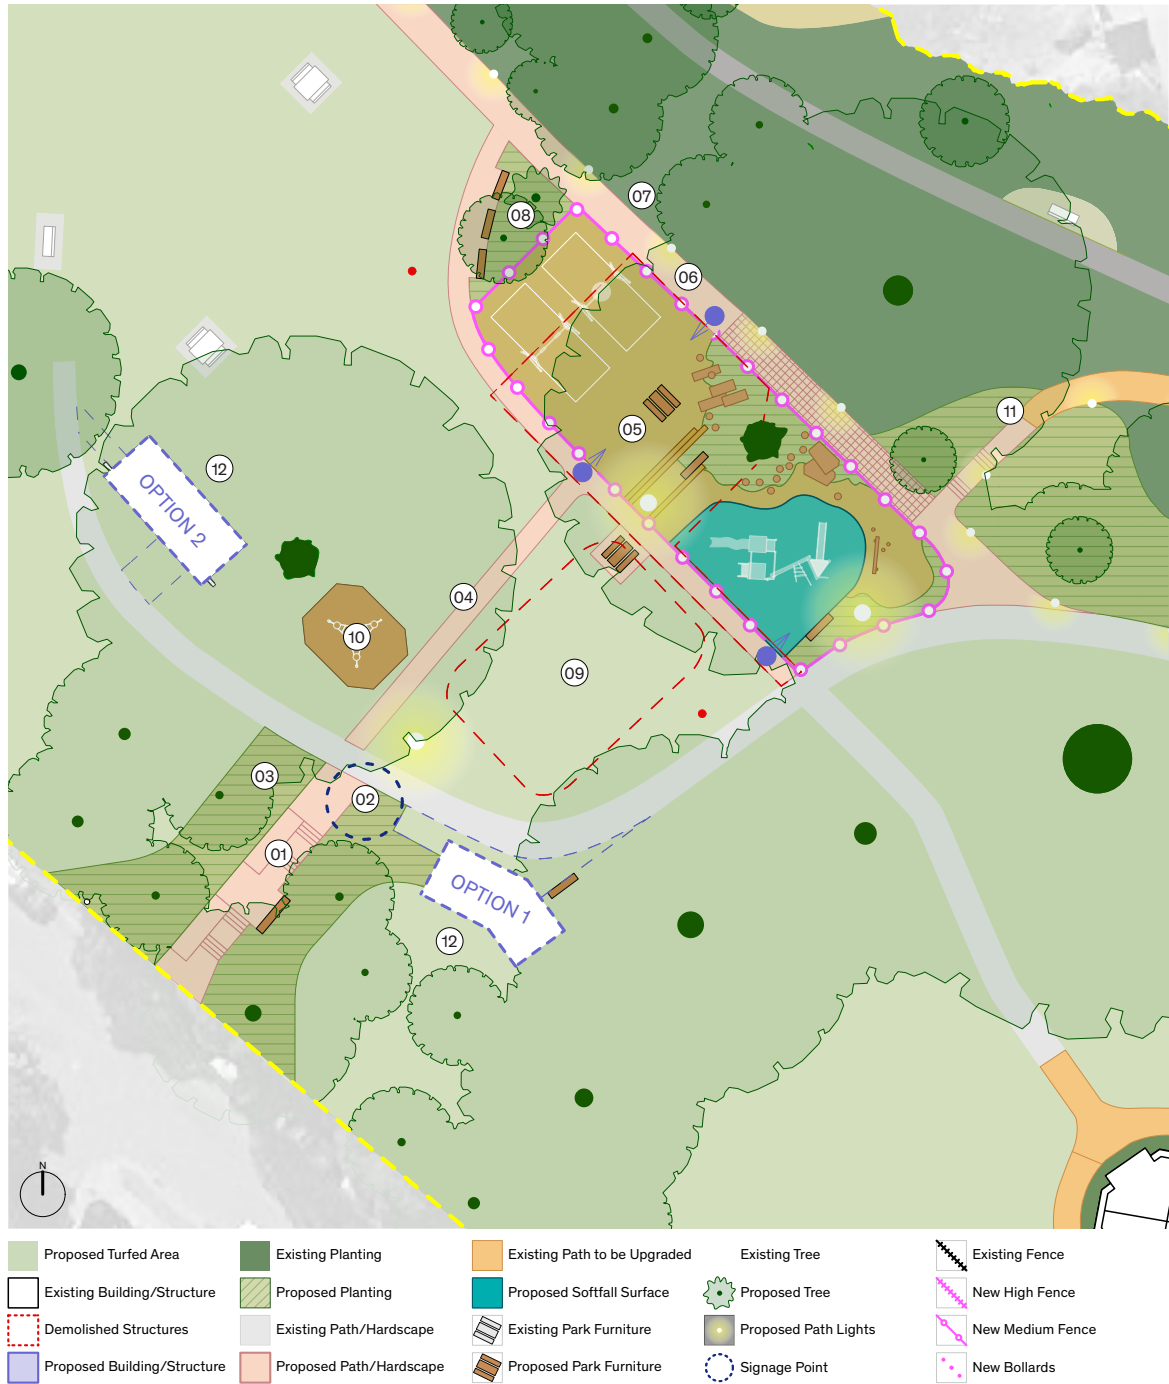 07
08
06
11
05
12
OPTION 2
04
10
09
03
02
01
OPTION 1
12
N
Proposed Turfed Area
Existing Planting
Existing Path to be Upgraded
Existing Tree
Existing Fence
Existing Building/Structure
Proposed Planting
Proposed Softfall Surface
Proposed Tree
New High Fence
Demolished Structures
Existing Path/Hardscape
Existing Park Furniture
Proposed Path Lights
New Medium Fence
Proposed Building/Structure
Proposed Path/Hardscape
Proposed Park Furniture
Signage Point
New Bollards